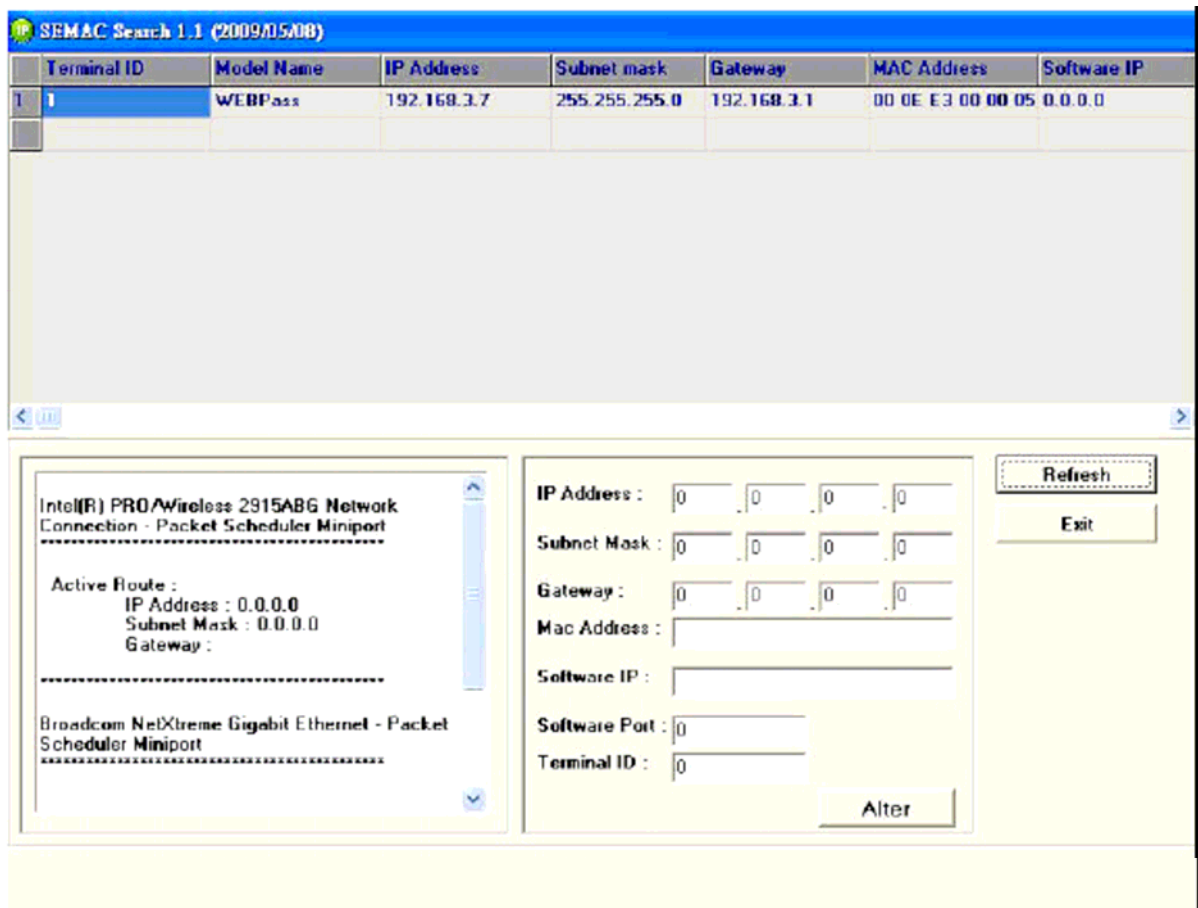 IP SEMAC Search 1.1 (2009/05/08)
Terminal ID Model Name IP Address Subnet mask Gateway MAC Address Software IP
1 1 WEBPass 192.168.3.7 255.255.255.0 192.168.3.1 00 0E E3 00 00 05 0.0.0.0
Intel(R) PRO/Wireless 2915ABG Network
Connection - Packet Scheduler Miniport
********************************************
Active Route :
IP Address : 0.0.0.0
Subnet Mask : 0.0.0.0
Gateway :
********************************************
Broadcom NetXtreme Gigabit Ethernet - Packet
Scheduler Miniport
********************************************
IP Address : 0 . 0 . 0 . 0
Subnet Mask : 0 . 0 . 0 . 0
Gateway : 0 . 0 . 0 . 0
Mac Address :
Software IP :
Software Port : 0
Terminal ID : 0
Alter
Refresh
Exit